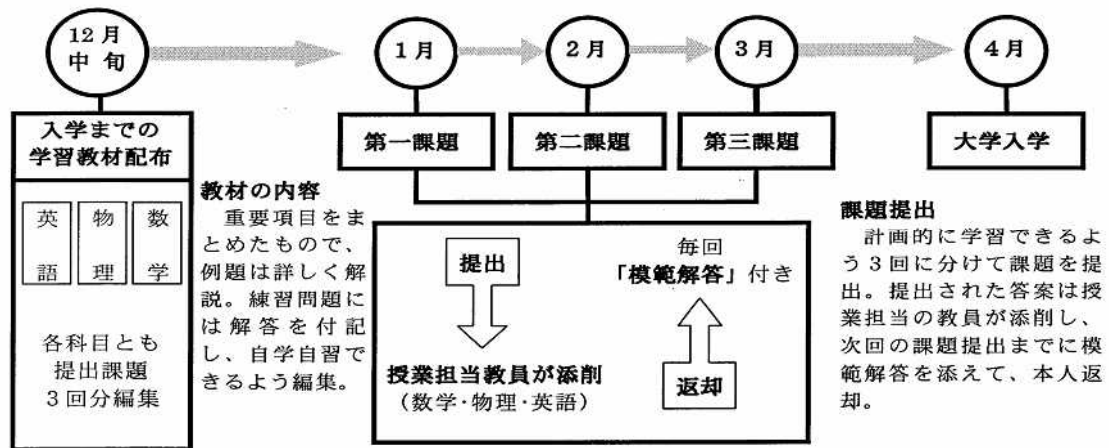 12月
中旬
1月
2月
3月
4月
入学までの
学習教材配布
第一課題
第二課題
第三課題
大学入学
英語
物理
数学
各科目とも
提出課題
3回分編集
教材の内容
重要項目をま
とめたもので、
例題は詳しく解
説。練習問題に
は解答を付記
し、自学自習で
きるよう編集。
提出
授業担当教員が添削
(数学・物理・英語)
毎回
「模範解答」付き
返却
課題提出
計画的に学習できるよ
う3回に分けて課題を提
出。提出された答案は授
業担当の教員が添削し、
次回の課題提出までに模
範解答を添えて、本人返
却。